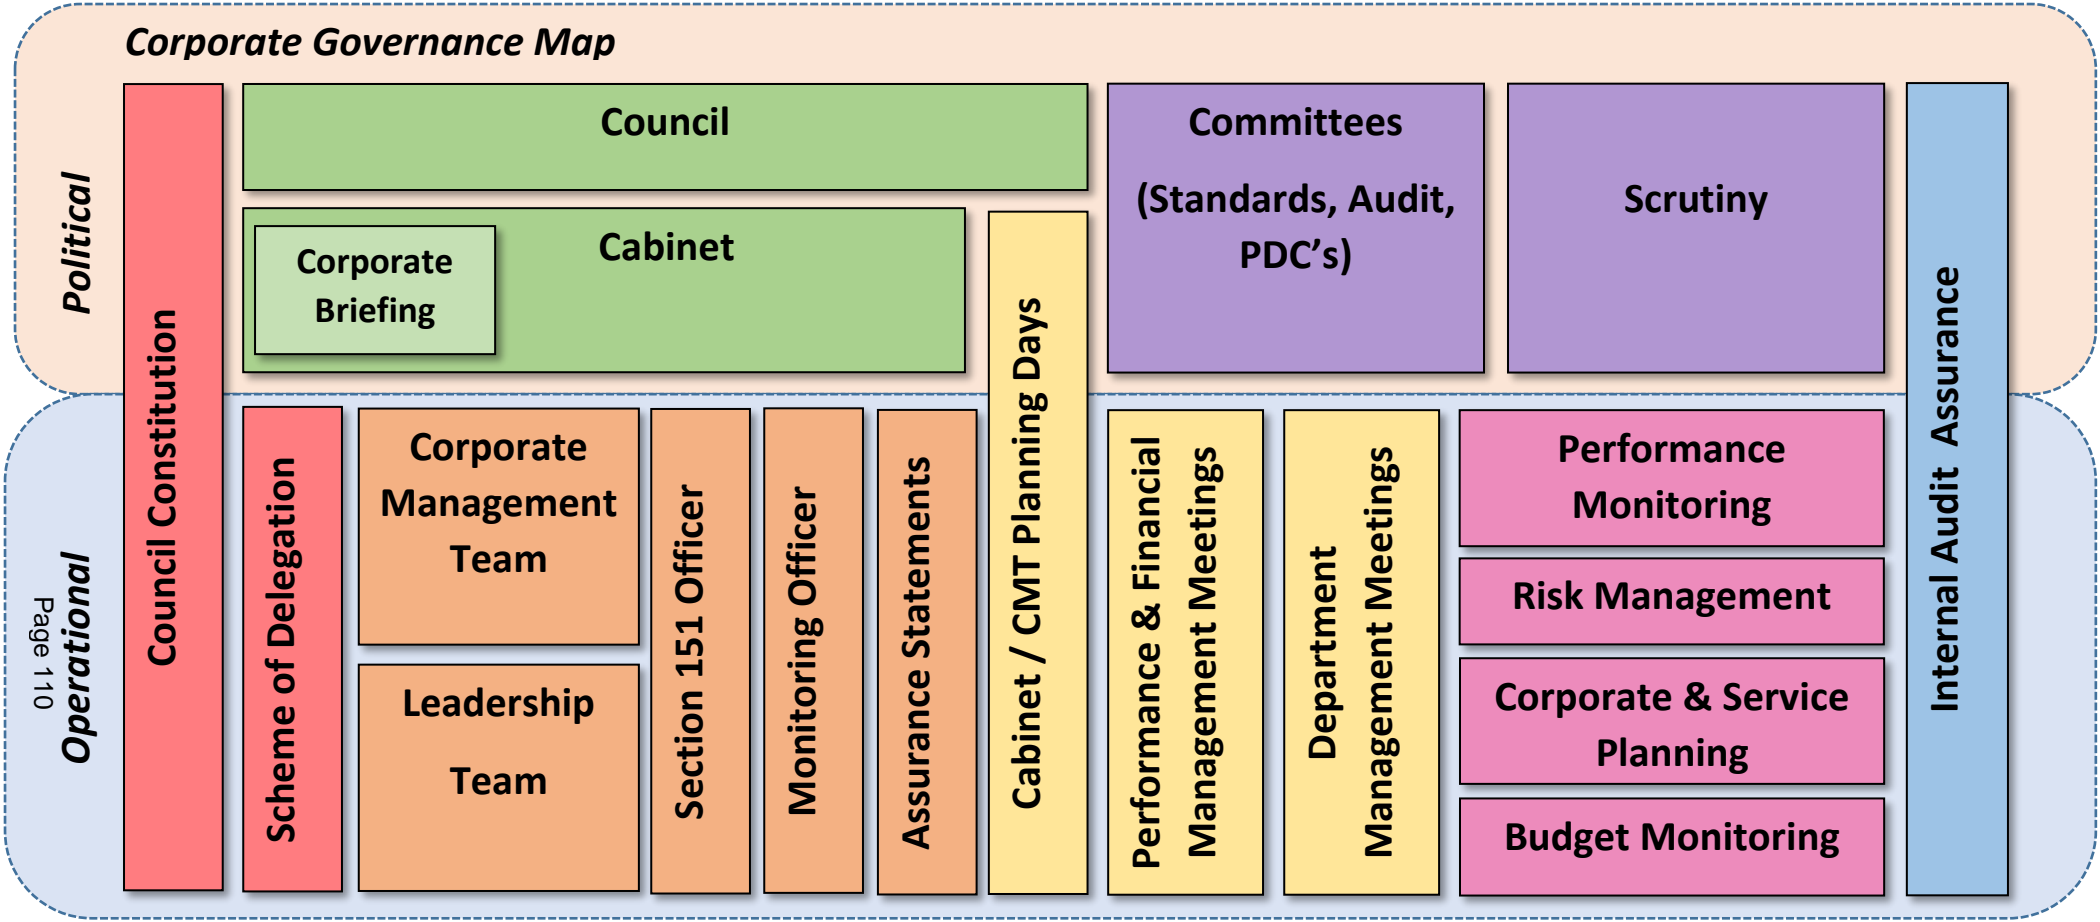 Corporate Governance Map
Political
Council Constitution
Council
Cabinet
Corporate
Briefing
Cabinet / CMT Planning Days
Committees
(Standards, Audit,
PDC’s)
Scrutiny
Internal Audit  Assurance
Operational
Page 110
Scheme of Delegation
Corporate
Management
Team
Leadership
Team
Section 151 Officer
Monitoring Officer
Assurance Statements
Performance & Financial
Management Meetings
Department
Management Meetings
Performance
Monitoring
Risk Management
Corporate & Service
Planning
Budget Monitoring